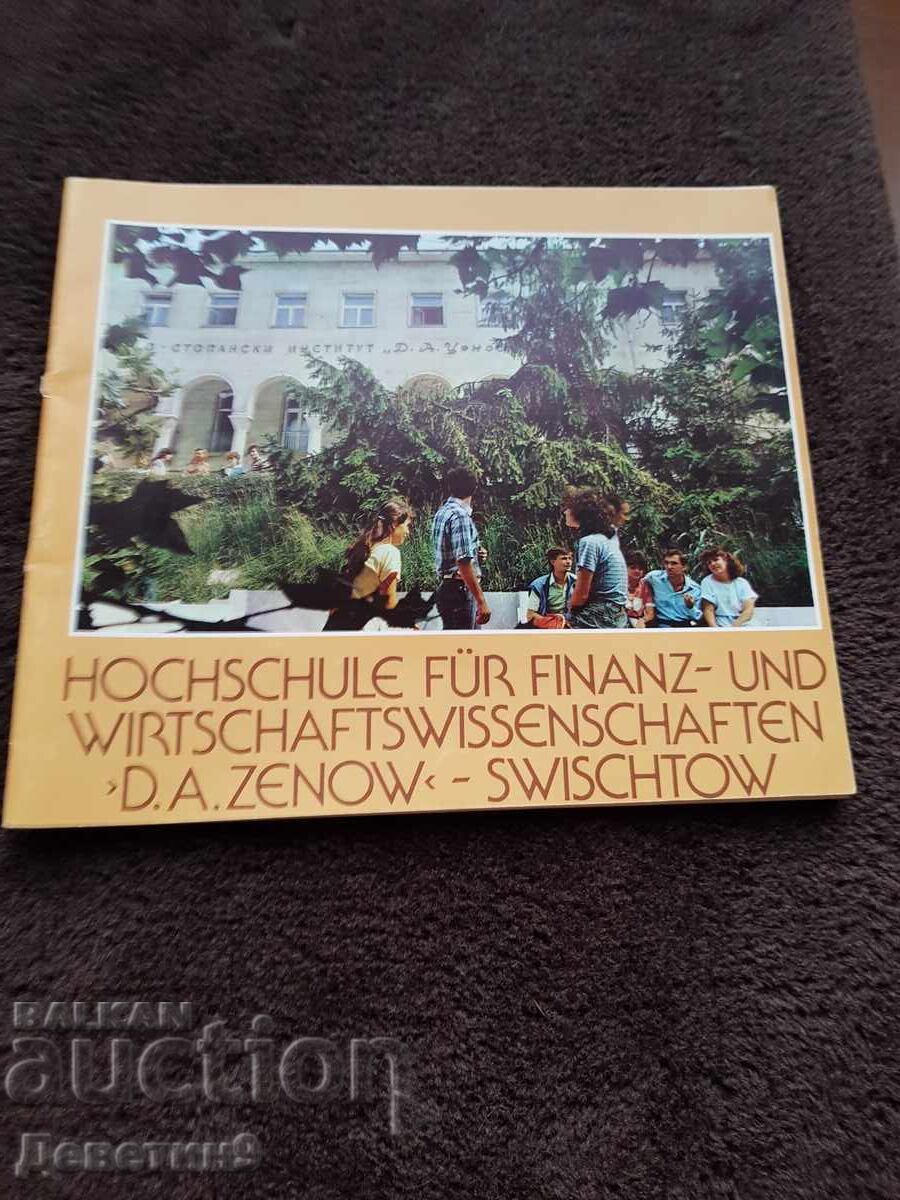 СТОПАНСКИ ИНСТИТУТ „Д. А. Ценов
HOCHSCHULE FÜR FINANZ- UND
WIRTSCHAFTSWISSENSCHAFTEN
›D. A. ZENOW‹ - SWISCHTOW
BALKAN
auction
Деветин9